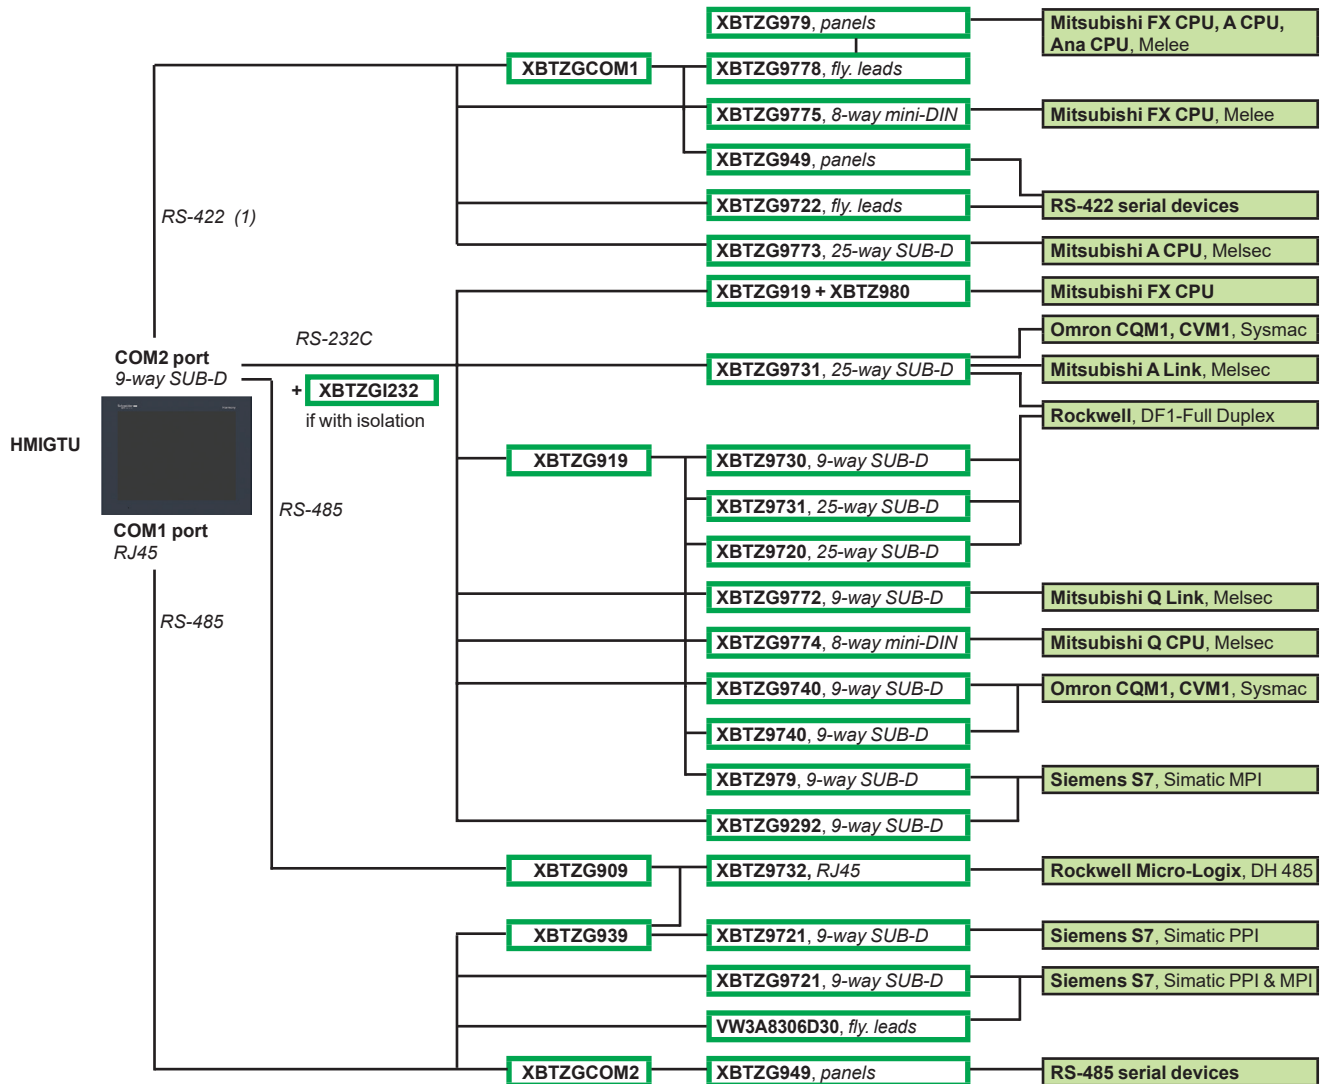 XBTZG979, panels
Mitsubishi FX CPU, A CPU,
Ana CPU, Melee
XBTZGCOM1
XBTZG9778, fly. leads
XBTZG9775, 8-way mini-DIN
Mitsubishi FX CPU, Melee
XBTZG949, panels
RS-422 (1)
XBTZG9722, fly. leads
RS-422 serial devices
XBTZG9773, 25-way SUB-D
Mitsubishi A CPU, Melsec
XBTZG919 + XBTZ980
Mitsubishi FX CPU
RS-232C
Omron CQM1, CVM1, Sysmac
COM2 port
9-way SUB-D
XBTZG9731, 25-way SUB-D
Mitsubishi A Link, Melsec
+ XBTZGI232
if with isolation
Rockwell, DF1-Full Duplex
HMIGTU
XBTZG919
XBTZ9730, 9-way SUB-D
RS-485
XBTZ9731, 25-way SUB-D
COM1 port
RJ45
XBTZ9720, 25-way SUB-D
XBTZG9772, 9-way SUB-D
Mitsubishi Q Link, Melsec
RS-485
XBTZG9774, 8-way mini-DIN
Mitsubishi Q CPU, Melsec
XBTZG9740, 9-way SUB-D
Omron CQM1, CVM1, Sysmac
XBTZ9740, 9-way SUB-D
XBTZ979, 9-way SUB-D
Siemens S7, Simatic MPI
XBTZG9292, 9-way SUB-D
XBTZG909
XBTZ9732, RJ45
Rockwell Micro-Logix, DH 485
XBTZG939
XBTZ9721, 9-way SUB-D
Siemens S7, Simatic PPI
XBTZG9721, 9-way SUB-D
Siemens S7, Simatic PPI & MPI
VW3A8306D30, fly. leads
XBTZGCOM2
XBTZG949, panels
RS-485 serial devices